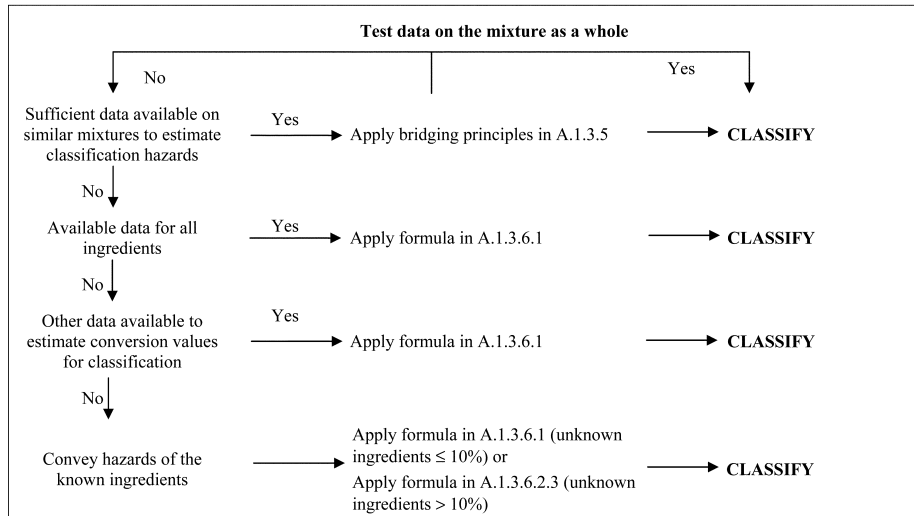 Test data on the mixture as a whole
No
Yes
Sufficient data available on
similar mixtures to estimate
classification hazards
Yes
Apply bridging principles in A.1.3.5
CLASSIFY
No
Available data for all
ingredients
Yes
Apply formula in A.1.3.6.1
CLASSIFY
No
Other data available to
estimate conversion values
for classification
Yes
Apply formula in A.1.3.6.1
CLASSIFY
No
Convey hazards of the
known ingredients
Apply formula in A.1.3.6.1 (unknown
ingredients ≤ 10%) or
Apply formula in A.1.3.6.2.3 (unknown
ingredients > 10%)
CLASSIFY